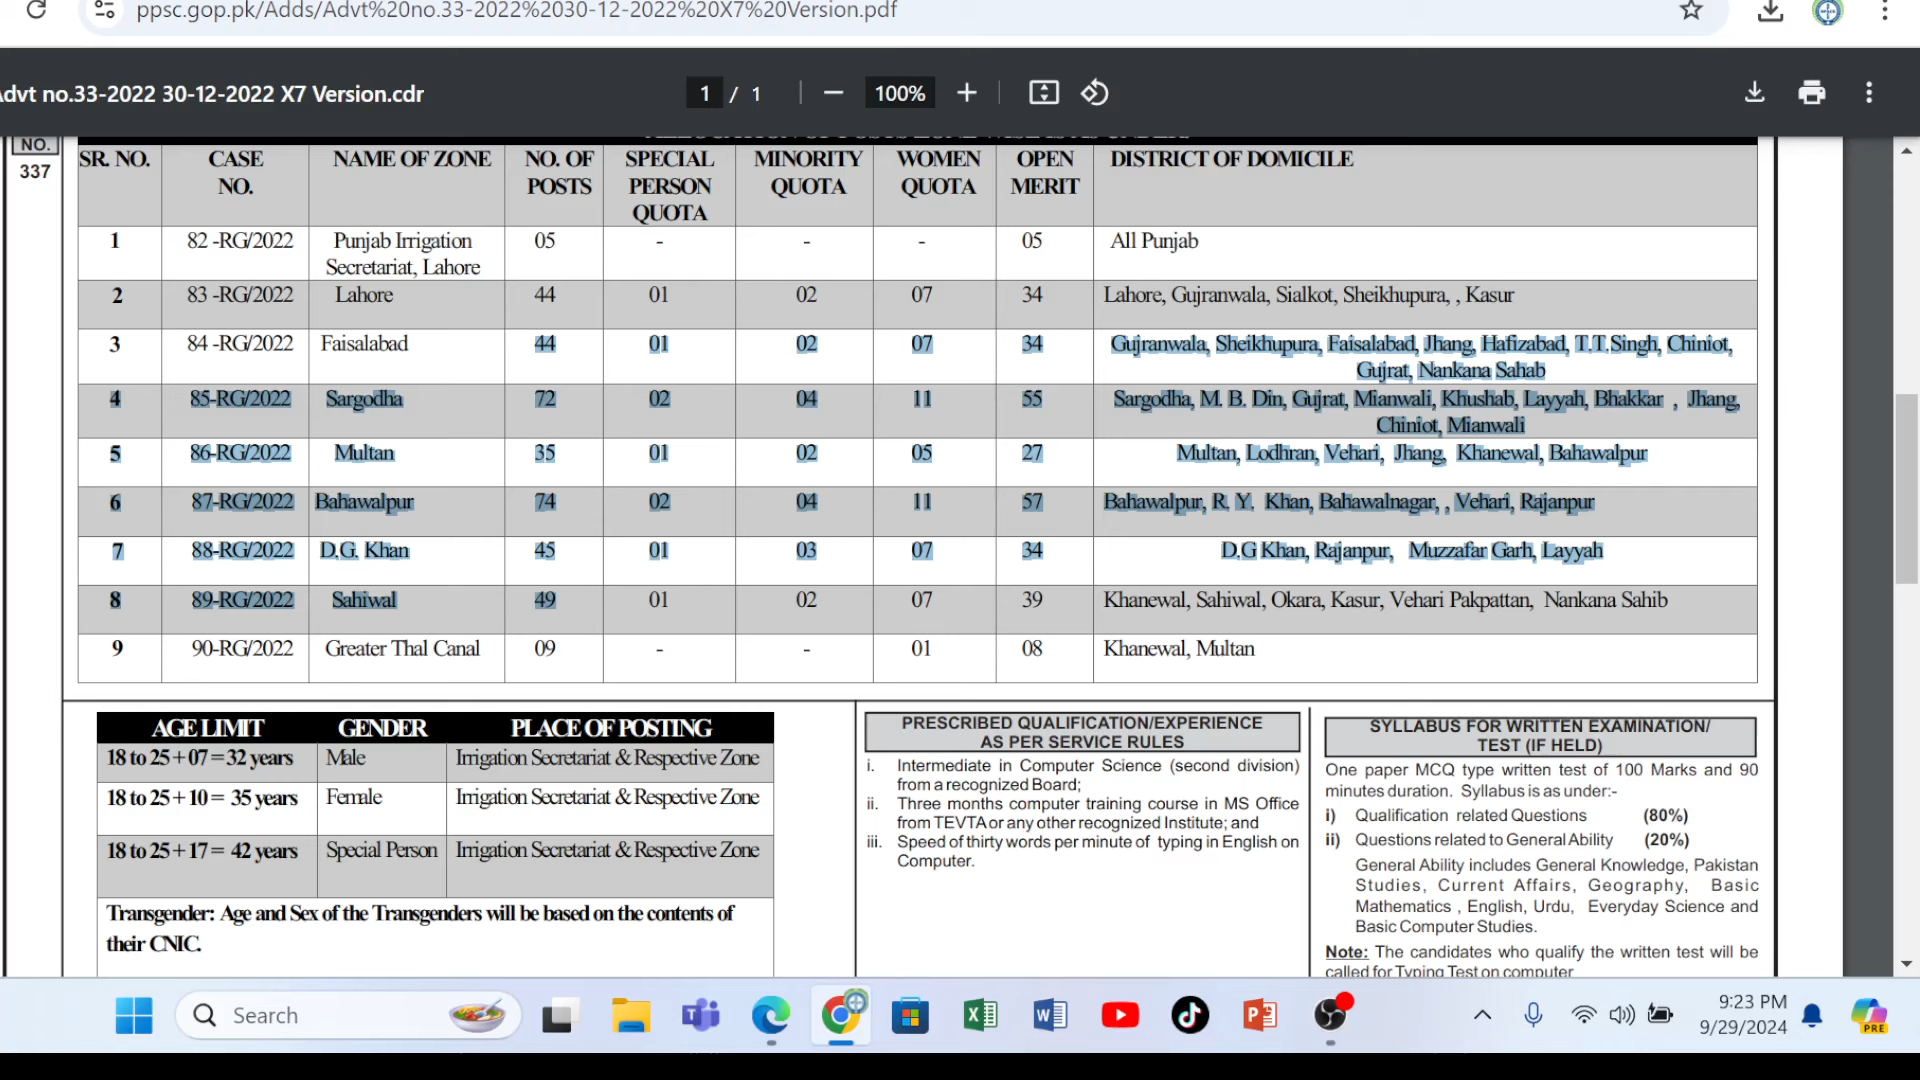 ppsc.gop.pk/Adds/Advt%20no.33-2022%2030-12-2022%20X7%20Version.pdf
Advt no.33-2022 30-12-2022 X7 Version.cdr
1 / 1
100%
NO.
337
SR. NO. CASE NO. NAME OF ZONE NO. OF POSTS SPECIAL PERSON QUOTA MINORITY QUOTA WOMEN QUOTA OPEN MERIT DISTRICT OF DOMICILE
1 82 -RG/2022 Punjab Irrigation Secretariat, Lahore 05 - - - 05 All Punjab
2 83 -RG/2022 Lahore 44 01 02 07 34 Lahore, Gujranwala, Sialkot, Sheikhupura, , Kasur
3 84 -RG/2022 Faisalabad 44 01 02 07 34 Gujranwala, Sheikhupura, Faisalabad, Jhang, Hafizabad, T.T.Singh, Chiniot,
Gujrat, Nankana Sahab
4 85-RG/2022 Sargodha 72 02 04 11 55 Sargodha, M. B. Din, Gujrat, Mianwali, Khushab, Layyah, Bhakkar , Jhang,
Chiniot, Mianwali
5 86-RG/2022 Multan 35 01 02 05 27 Multan, Lodhran, Vehari, Jhang, Khanewal, Bahawalpur
6 87-RG/2022 Bahawalpur 74 02 04 11 57 Bahawalpur, R. Y. Khan, Bahawalnagar, , Vehari, Rajanpur
7 88-RG/2022 D.G. Khan 45 01 03 07 34 D.G Khan, Rajanpur, Muzzafar Garh, Layyah
8 89-RG/2022 Sahiwal 49 01 02 07 39 Khanewal, Sahiwal, Okara, Kasur, Vehari Pakpattan, Nankana Sahib
9 90-RG/2022 Greater Thal Canal 09 - - 01 08 Khanewal, Multan
AGE LIMIT GENDER PLACE OF POSTING
18 to 25 + 07 = 32 years Male Irrigation Secretariat & Respective Zone
18 to 25 + 10 = 35 years Female Irrigation Secretariat & Respective Zone
18 to 25 + 17 = 42 years Special Person Irrigation Secretariat & Respective Zone
Transgender: Age and Sex of the Transgenders will be based on the contents of
their CNIC.
PRESCRIBED QUALIFICATION/EXPERIENCE
AS PER SERVICE RULES
i. Intermediate in Computer Science (second division)
from a recognized Board;
ii. Three months computer training course in MS Office
from TEVTA or any other recognized Institute; and
iii. Speed of thirty words per minute of typing in English on
Computer.
SYLLABUS FOR WRITTEN EXAMINATION/
TEST (IF HELD)
One paper MCQ type written test of 100 Marks and 90
minutes duration. Syllabus is as under:-
i) Qualification related Questions (80%)
ii) Questions related to General Ability (20%)
General Ability includes General Knowledge, Pakistan
Studies, Current Affairs, Geography, Basic
Mathematics , English, Urdu, Everyday Science and
Basic Computer Studies.
Note: The candidates who qualify the written test will be
called for Typing Test on computer
Search
9:23 PM
9/29/2024
PRE